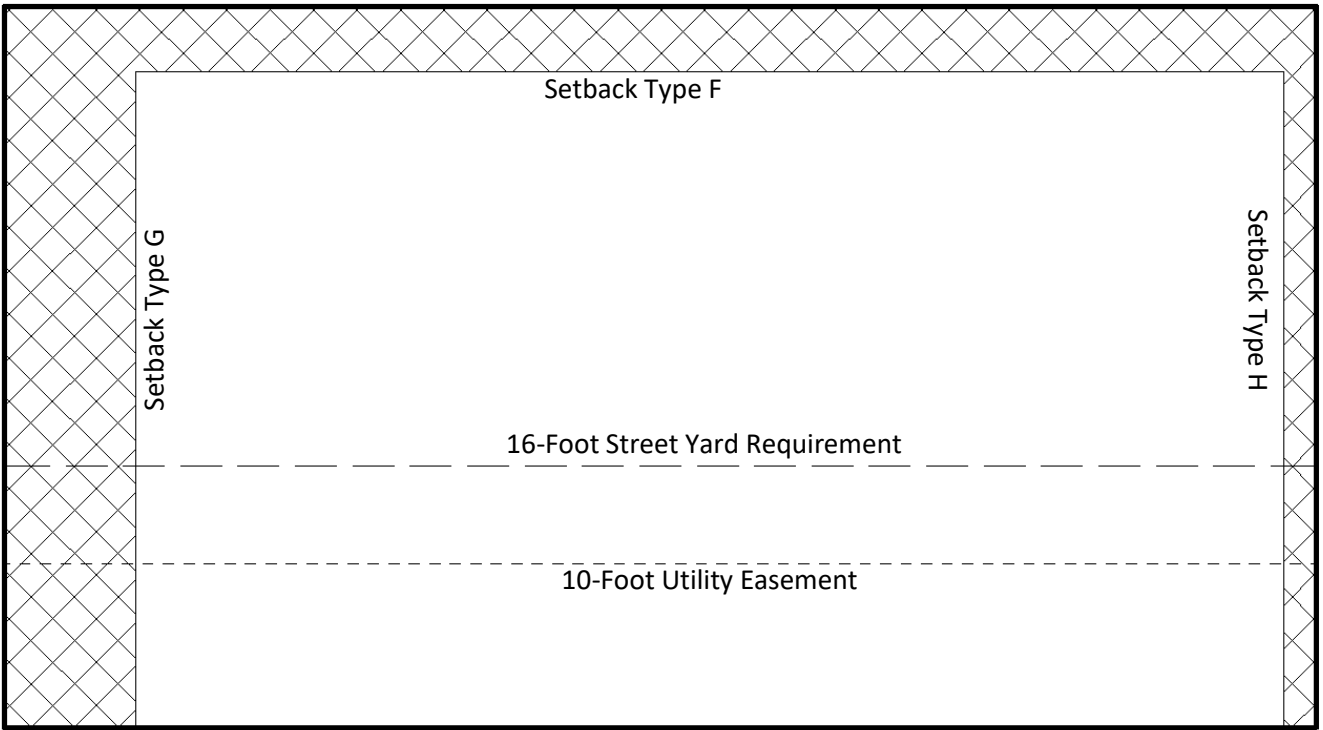 Setback Type F
Setback Type G
Setback Type H
16-Foot Street Yard Requirement
10-Foot Utility Easement